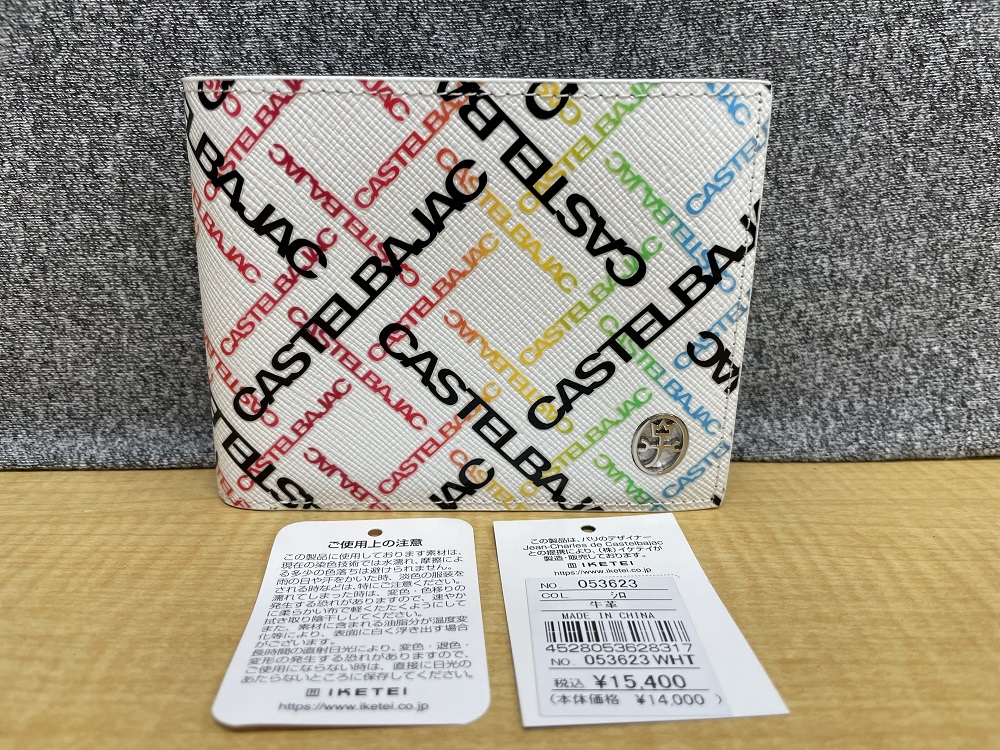 CASTELBAJAC
CASTELBAJAC
CASTELBAJAC
CASTELBAJAC
CASTELBAJAC
CASTELBAJAC
CASTELBAJAC
CASTELBAJAC
CASTELBAJAC
CASTELBAJAC
ご使用上の注意
この製品に使用しております素材は、
現在の染色技術では水濡れ、摩擦によ
る多少の色落ちは避けられません。
雨の日や汗をかいた時、淡色の服装を
される時などは、特にご注意ください。
濡れてしまった時は、変色・色移りの
発生する恐れがありますので、速やか
に柔らかい布で軽くたたくようにして
拭き取り陰干ししてください。
また、素材に含まれる油脂分が温度変
化等により、表面に白く浮き出す場合
がございます。
長時間の直射日光により、変色・退色・
変形の発生する恐れがありますので、
ご使用にならない時は、直接に日光の
あたらないところに保存してください。
IKETEI
https://www.iketei.co.jp
この製品は、パリのデザイナー
Jean-Charles de Castelbajac
との提携により、(株)イケテイが
製造・販売しております。
IKETEI
https://www.iketei.co.jp
NO 053623
COL. シロ
牛革
MADE IN CHINA
4528053628317
NO. 053623 WHT
税込 ¥15,400
(本体価格 ¥14,000)